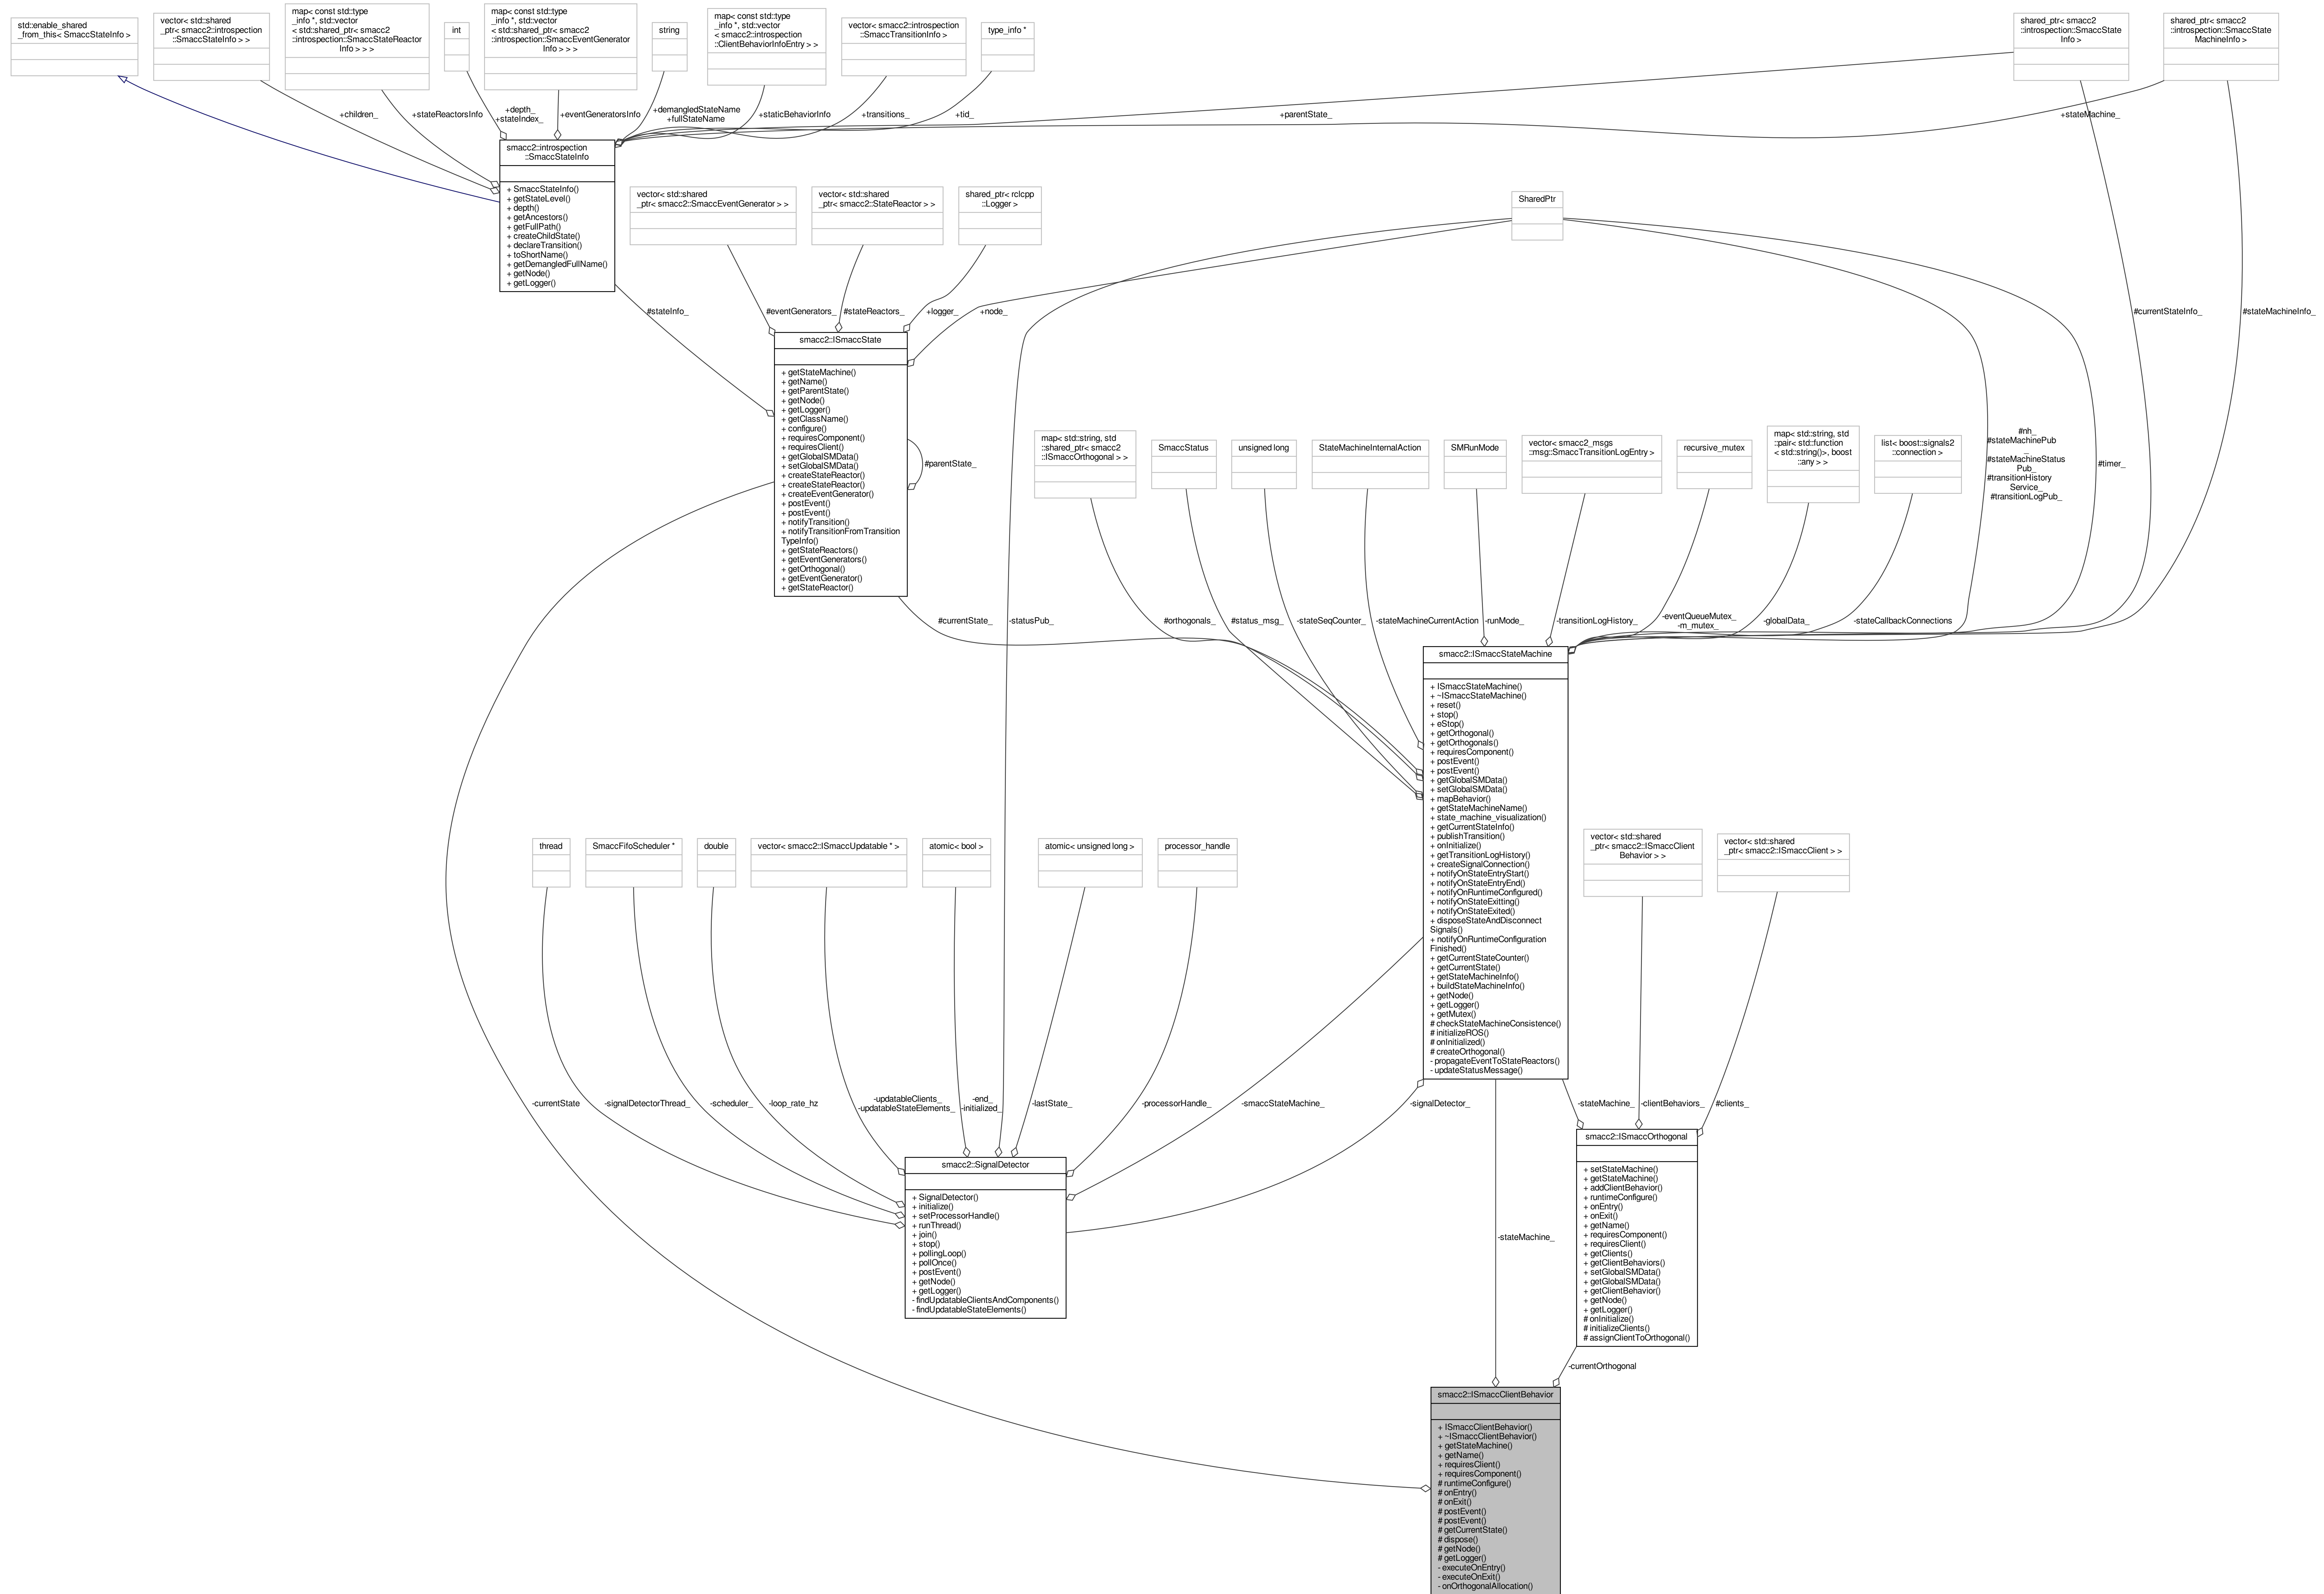 std::enable_shared
_from_this< SmaccStateInfo >
vector< std::shared
_ptr< smacc2::introspection
::SmaccStateInfo > >
map< const std::type
_info *, std::vector
< std::shared_ptr< smacc2
::introspection::SmaccStateReactor
Info > > >
int
map< const std::type
_info *, std::vector
< std::shared_ptr< smacc2
::introspection::SmaccEventGenerator
Info > > >
string
map< const std::type
_info *, std::vector
< smacc2::introspection
::ClientBehaviorInfoEntry > >
vector< smacc2::introspection
::SmaccTransitionInfo >
type_info *
shared_ptr< smacc2
::introspection::SmaccState
Info >
shared_ptr< smacc2
::introspection::SmaccState
MachineInfo >
+children_
+stateReactorsInfo
+depth_
+stateIndex_
+eventGeneratorsInfo
+demangledStateName
+fullStateName
+staticBehaviorInfo
+transitions_
+tid_
+parentState_
+stateMachine_
smacc2::introspection
::SmaccStateInfo
+ SmaccStateInfo()
+ getStateLevel()
+ depth()
+ getAncestors()
+ getFullPath()
+ createChildState()
+ declareTransition()
+ toShortName()
+ getDemangledFullName()
+ getNode()
+ getLogger()
vector< std::shared
_ptr< smacc2::SmaccEventGenerator > >
vector< std::shared
_ptr< smacc2::StateReactor > >
shared_ptr< rclcpp
::Logger >
SharedPtr
#stateInfo_
#eventGenerators_
#stateReactors_
+logger_
+node_
#currentStateInfo_
#stateMachineInfo_
smacc2::ISmaccState
+ getStateMachine()
+ getName()
+ getParentState()
+ getNode()
+ getLogger()
+ getClassName()
+ configure()
+ requiresComponent()
+ requiresClient()
+ getGlobalSMData()
+ setGlobalSMData()
+ createStateReactor()
+ createStateReactor()
+ createEventGenerator()
+ postEvent()
+ postEvent()
+ notifyTransition()
+ notifyTransitionFromTransition
TypeInfo()
+ getStateReactors()
+ getEventGenerators()
+ getOrthogonal()
+ getEventGenerator()
+ getStateReactor()
#parentState_
map< std::string, std
::shared_ptr< smacc2
::ISmaccOrthogonal > >
SmaccStatus
unsigned long
StateMachineInternalAction
SMRunMode
vector< smacc2_msgs
::msg::SmaccTransitionLogEntry >
recursive_mutex
map< std::string, std
::pair< std::function
< std::string()>, boost
::any > >
list< boost::signals2
::connection >
#nh_
#stateMachinePub
_
#stateMachineStatus
Pub_
#transitionHistory
Service_
#transitionLogPub_
#timer_
#currentState_
-statusPub_
#orthogonals_
#status_msg_
-stateSeqCounter_
-stateMachineCurrentAction
-runMode_
-transitionLogHistory_
-eventQueueMutex_
-m_mutex_
-globalData_
-stateCallbackConnections
smacc2::ISmaccStateMachine
+ ISmaccStateMachine()
+ ~ISmaccStateMachine()
+ reset()
+ stop()
+ eStop()
+ getOrthogonal()
+ getOrthogonals()
+ requiresComponent()
+ postEvent()
+ postEvent()
+ getGlobalSMData()
+ setGlobalSMData()
+ mapBehavior()
+ getStateMachineName()
+ state_machine_visualization()
+ getCurrentStateInfo()
+ publishTransition()
+ onInitialize()
+ getTransitionLogHistory()
+ createSignalConnection()
+ notifyOnStateEntryStart()
+ notifyOnStateEntryEnd()
+ notifyOnRuntimeConfigured()
+ notifyOnStateExitting()
+ notifyOnStateExited()
+ disposeStateAndDisconnect
Signals()
+ notifyOnRuntimeConfiguration
Finished()
+ getCurrentStateCounter()
+ getCurrentState()
+ getStateMachineInfo()
+ buildStateMachineInfo()
+ getNode()
+ getLogger()
+ getMutex()
# checkStateMachineConsistence()
# initializeROS()
# onInitialized()
# createOrthogonal()
- propagateEventToStateReactors()
- updateStatusMessage()
thread
SmaccFifoScheduler *
double
vector< smacc2::ISmaccUpdatable * >
atomic< bool >
atomic< unsigned long >
processor_handle
vector< std::shared
_ptr< smacc2::ISmaccClient
Behavior > >
vector< std::shared
_ptr< smacc2::ISmaccClient > >
-currentState
-signalDetectorThread_
-scheduler_
-loop_rate_hz
-updatableClients_
-updatableStateElements_
-end_
-initialized_
-lastState_
-processorHandle_
-smaccStateMachine_
-signalDetector_
-stateMachine_
-clientBehaviors_
#clients_
smacc2::SignalDetector
+ SignalDetector()
+ initialize()
+ setProcessorHandle()
+ runThread()
+ join()
+ stop()
+ pollingLoop()
+ pollOnce()
+ postEvent()
+ getNode()
+ getLogger()
- findUpdatableClientsAndComponents()
- findUpdatableStateElements()
smacc2::ISmaccOrthogonal
+ setStateMachine()
+ getStateMachine()
+ addClientBehavior()
+ runtimeConfigure()
+ onEntry()
+ onExit()
+ getName()
+ requiresComponent()
+ requiresClient()
+ getClients()
+ getClientBehaviors()
+ setGlobalSMData()
+ getGlobalSMData()
+ getClientBehavior()
+ getNode()
+ getLogger()
# onInitialize()
# initializeClients()
# assignClientToOrthogonal()
-stateMachine_
-currentOrthogonal
smacc2::ISmaccClientBehavior
+ ISmaccClientBehavior()
+ ~ISmaccClientBehavior()
+ getStateMachine()
+ getName()
+ requiresClient()
+ requiresComponent()
# runtimeConfigure()
# onEntry()
# onExit()
# postEvent()
# postEvent()
# getCurrentState()
# dispose()
# getNode()
# getLogger()
- executeOnEntry()
- executeOnExit()
- onOrthogonalAllocation()